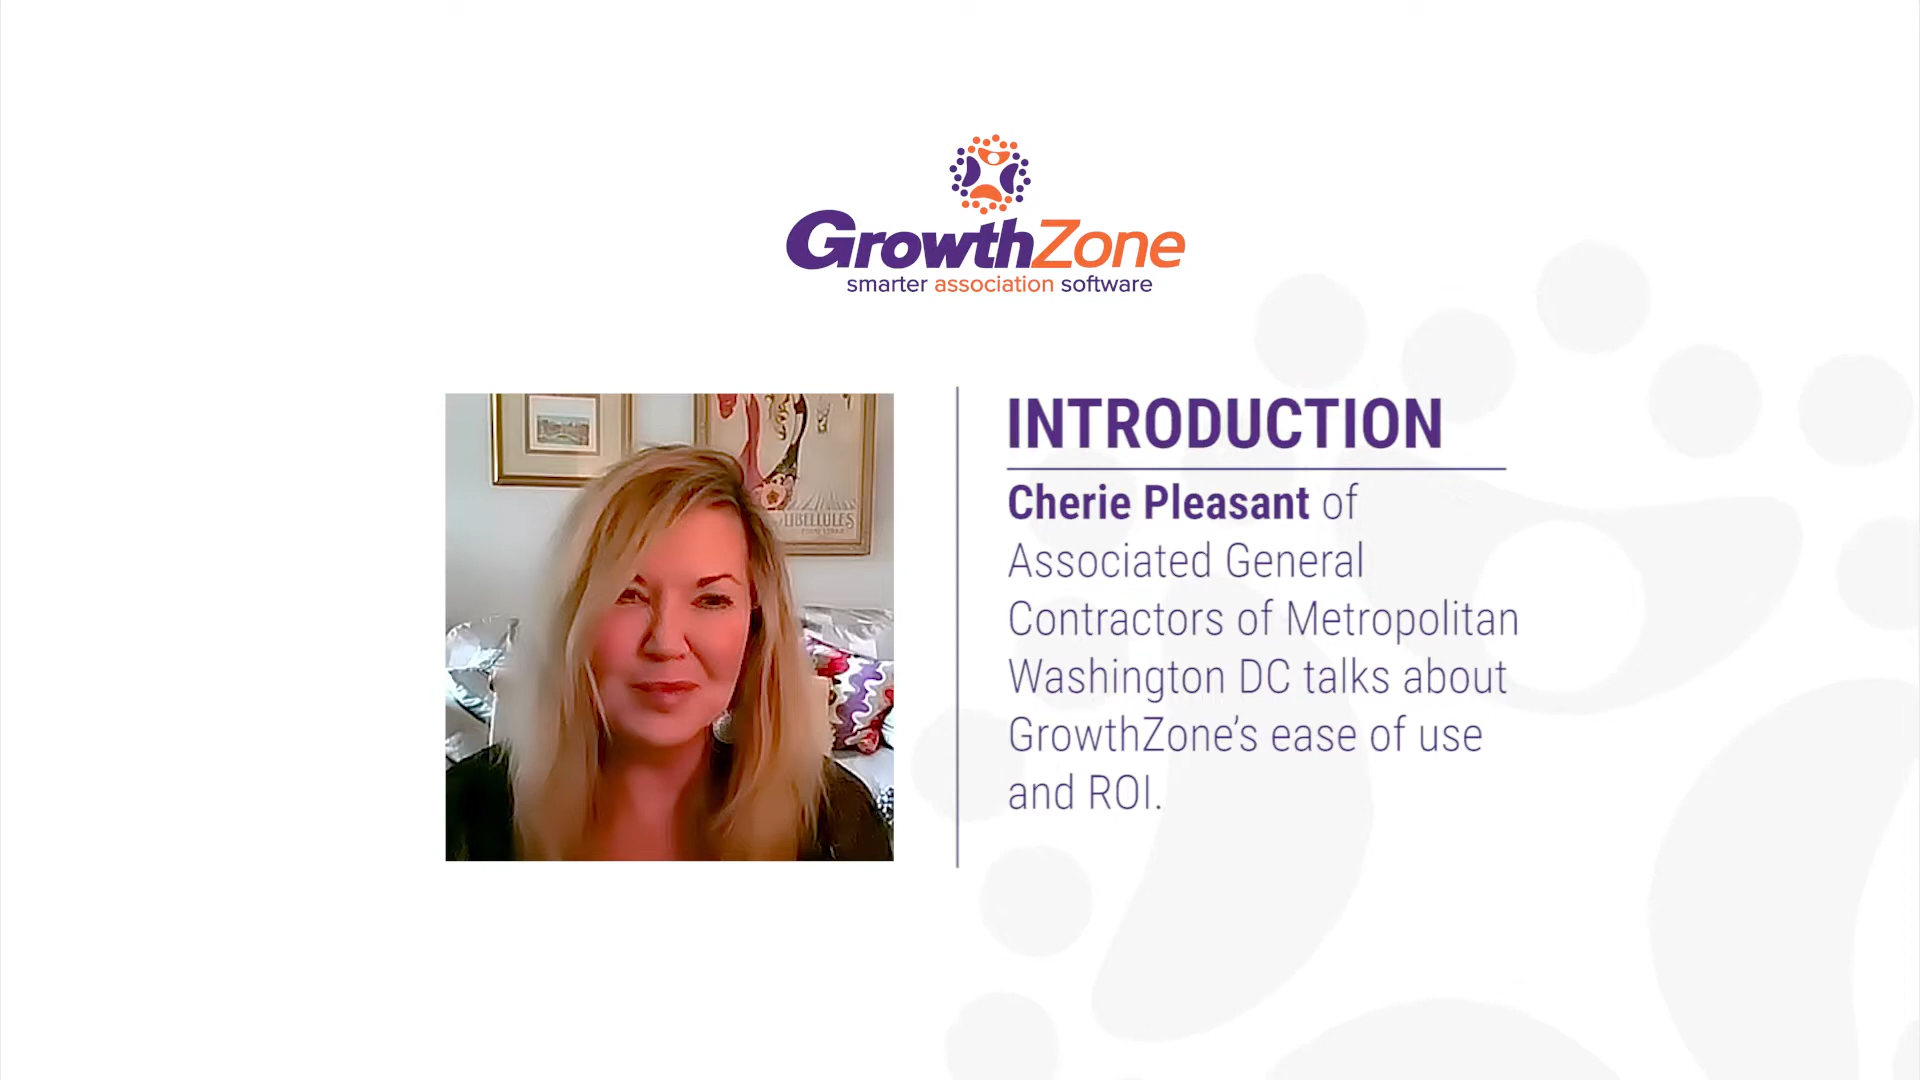 GrowthZone
smarter association software
LIBELLULES
INTRODUCTION
Cherie Pleasant of
Associated General
Contractors of Metropolitan
Washington DC talks about
GrowthZone’s ease of use
and ROI.